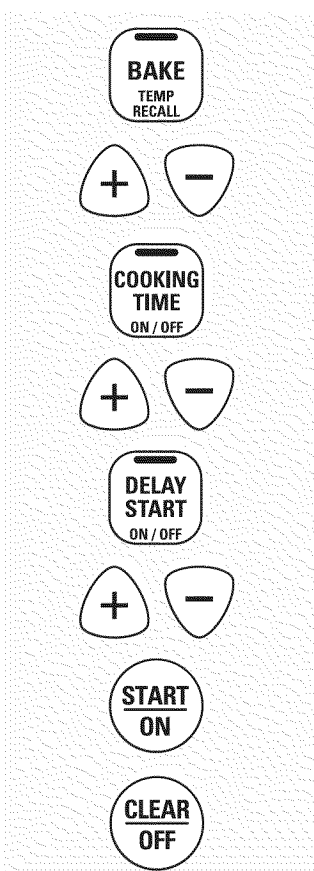 BAKE
TEMP
RECALL
+ −
COOKING
TIME
ON / OFF
+ −
DELAY
START
ON / OFF
+ −
START
ON
CLEAR
OFF